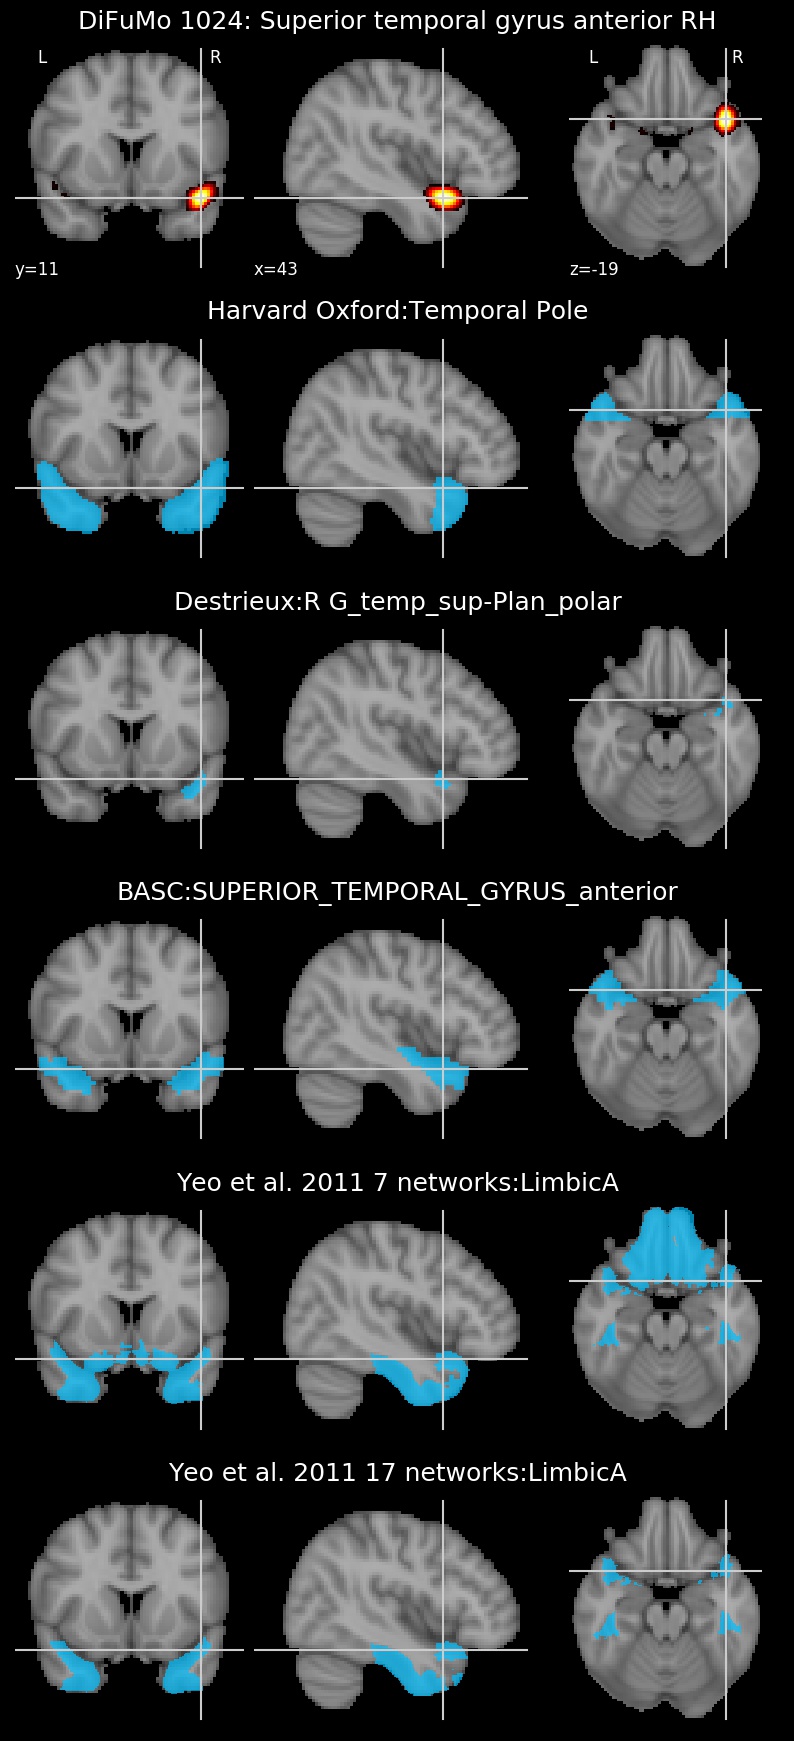 DiFuMo 1024: Superior temporal gyrus anterior RH
L R L R
y=11 x=43 z=-19
Harvard Oxford:Temporal Pole
Destrieux:R G_temp_sup-Plan_polar
BASC:SUPERIOR_TEMPORAL_GYRUS_anterior
Yeo et al. 2011 7 networks:LimbicA
Yeo et al. 2011 17 networks:LimbicA